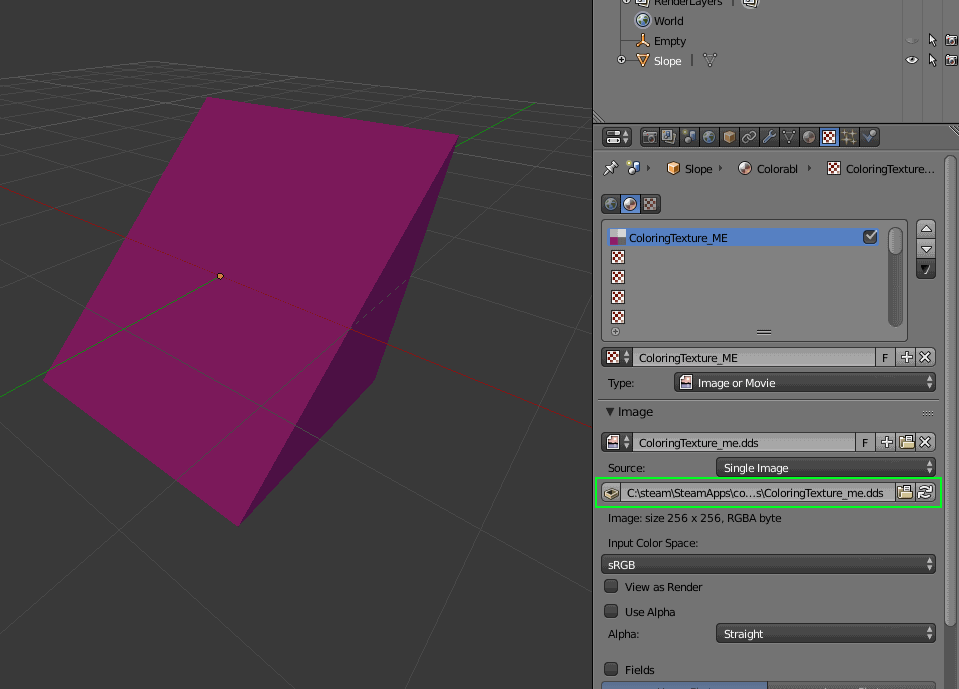 RenderLayers
World
Empty
Slope
Slope
Colorabl
ColoringTexture...
ColoringTexture_ME
ColoringTexture_ME
F
Type:
Image or Movie
Image
ColoringTexture_me.dds
F
Source:
Single Image
C:\steam\SteamApps\co...s\ColoringTexture_me.dds
Image: size 256 x 256, RGBA byte
Input Color Space:
sRGB
View as Render
Use Alpha
Alpha:
Straight
Fields